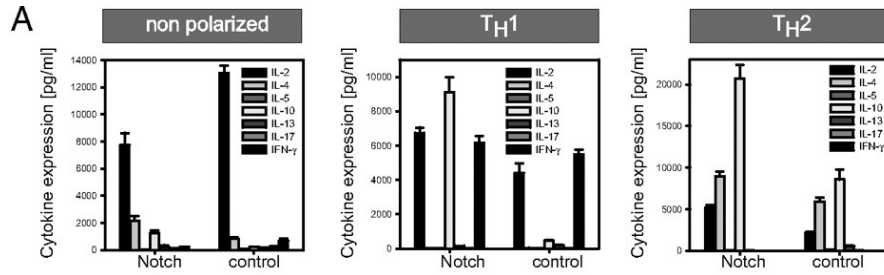 A
non polarized
Cytokine expression [pg/ml]
14000
12000
10000
8000
6000
4000
2000
0
IL-2
IL-4
IL-5
IL-10
IL-13
IL-17
IFN-γ
Notch control
TH1
Cytokine expression [pg/ml]
10000
8000
6000
4000
2000
0
IL-2
IL-4
IL-5
IL-10
IL-13
IL-17
IFN-γ
Notch control
TH2
Cytokine expression [pg/ml]
20000
15000
10000
5000
0
IL-2
IL-4
IL-5
IL-10
IL-13
IL-17
IFN-γ
Notch control